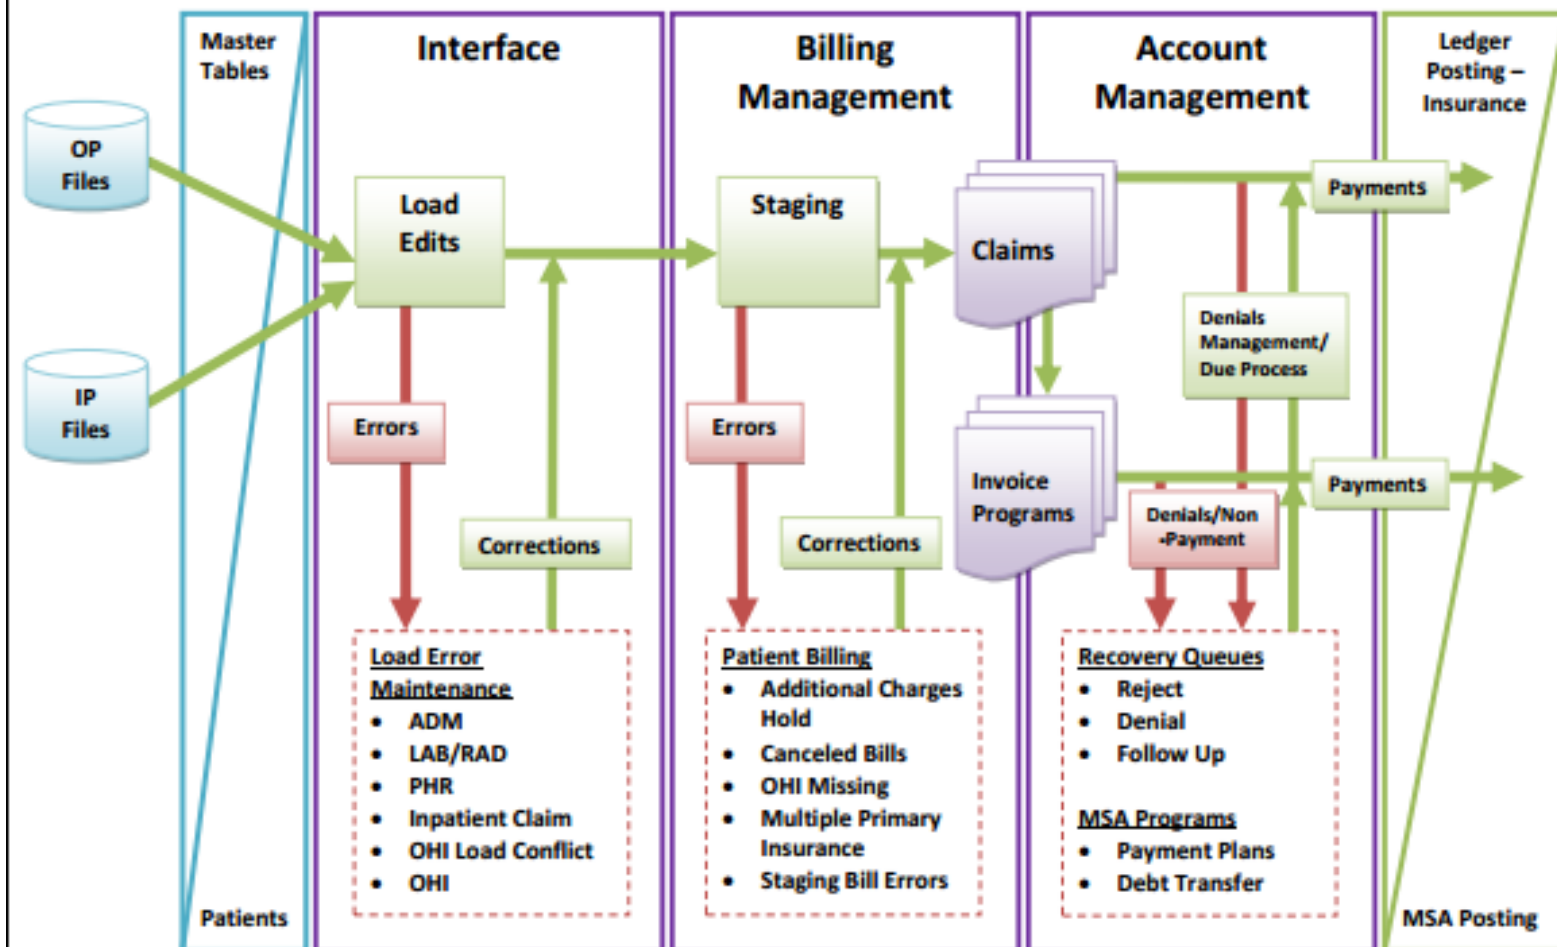 Master
Tables
Interface
Billing
Management
Account
Management
Ledger
Posting –
Insurance
OP
Files
IP
Files
Patients
Load
Edits
Errors
Corrections
Load Error
Maintenance
• ADM
• LAB/RAD
• PHR
• Inpatient Claim
• OHI Load Conflict
• OHI
Staging
Errors
Corrections
Patient Billing
• Additional Charges
Hold
• Canceled Bills
• OHI Missing
• Multiple Primary
Insurance
• Staging Bill Errors
Claims
Invoice
Programs
Payments
Denials
Management/
Due Process
Payments
Denials/Non
-Payment
Recovery Queues
• Reject
• Denial
• Follow Up
MSA Programs
• Payment Plans
• Debt Transfer
MSA Posting